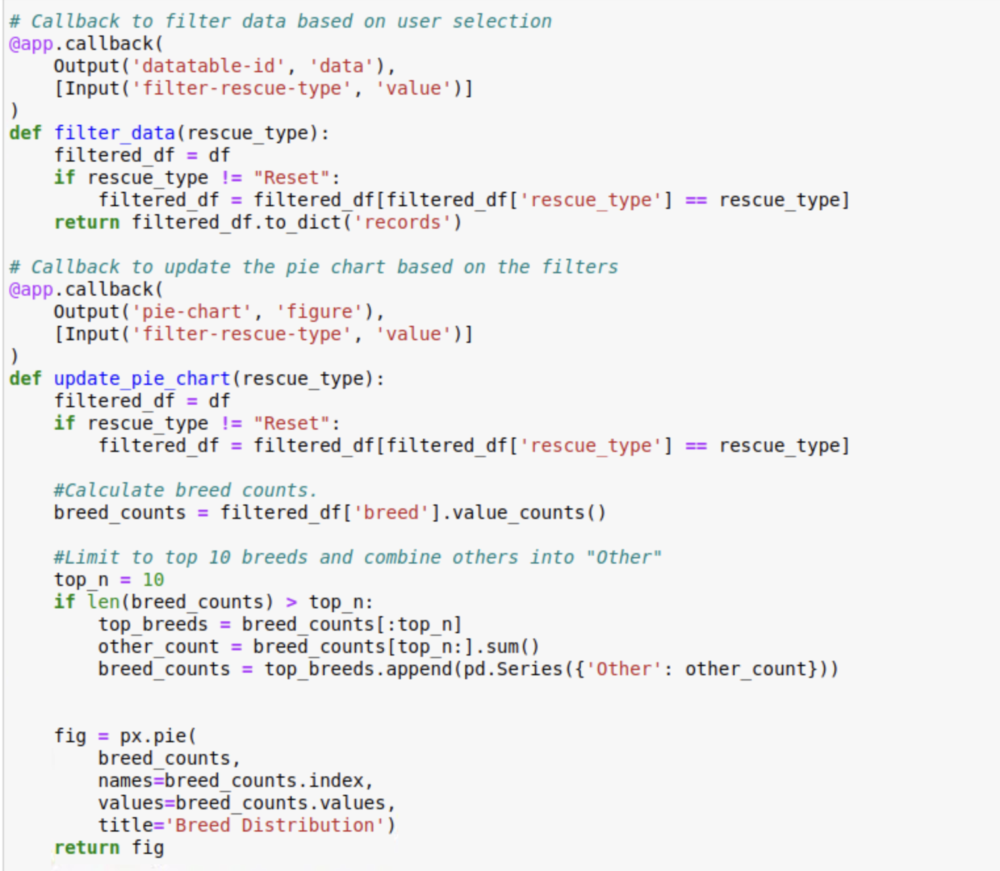 # Callback to filter data based on user selection
@app.callback(
    Output('datatable-id', 'data'),
    [Input('filter-rescue-type', 'value')]
)
def filter_data(rescue_type):
    filtered_df = df
    if rescue_type != "Reset":
        filtered_df = filtered_df[filtered_df['rescue_type'] == rescue_type]
    return filtered_df.to_dict('records')

# Callback to update the pie chart based on the filters
@app.callback(
    Output('pie-chart', 'figure'),
    [Input('filter-rescue-type', 'value')]
)
def update_pie_chart(rescue_type):
    filtered_df = df
    if rescue_type != "Reset":
        filtered_df = filtered_df[filtered_df['rescue_type'] == rescue_type]

    #Calculate breed counts.
    breed_counts = filtered_df['breed'].value_counts()

    #Limit to top 10 breeds and combine others into "Other"
    top_n = 10
    if len(breed_counts) > top_n:
        top_breeds = breed_counts[:top_n]
        other_count = breed_counts[top_n:].sum()
        breed_counts = top_breeds.append(pd.Series({'Other': other_count}))


    fig = px.pie(
        breed_counts,
        names=breed_counts.index,
        values=breed_counts.values,
        title='Breed Distribution')
    return fig